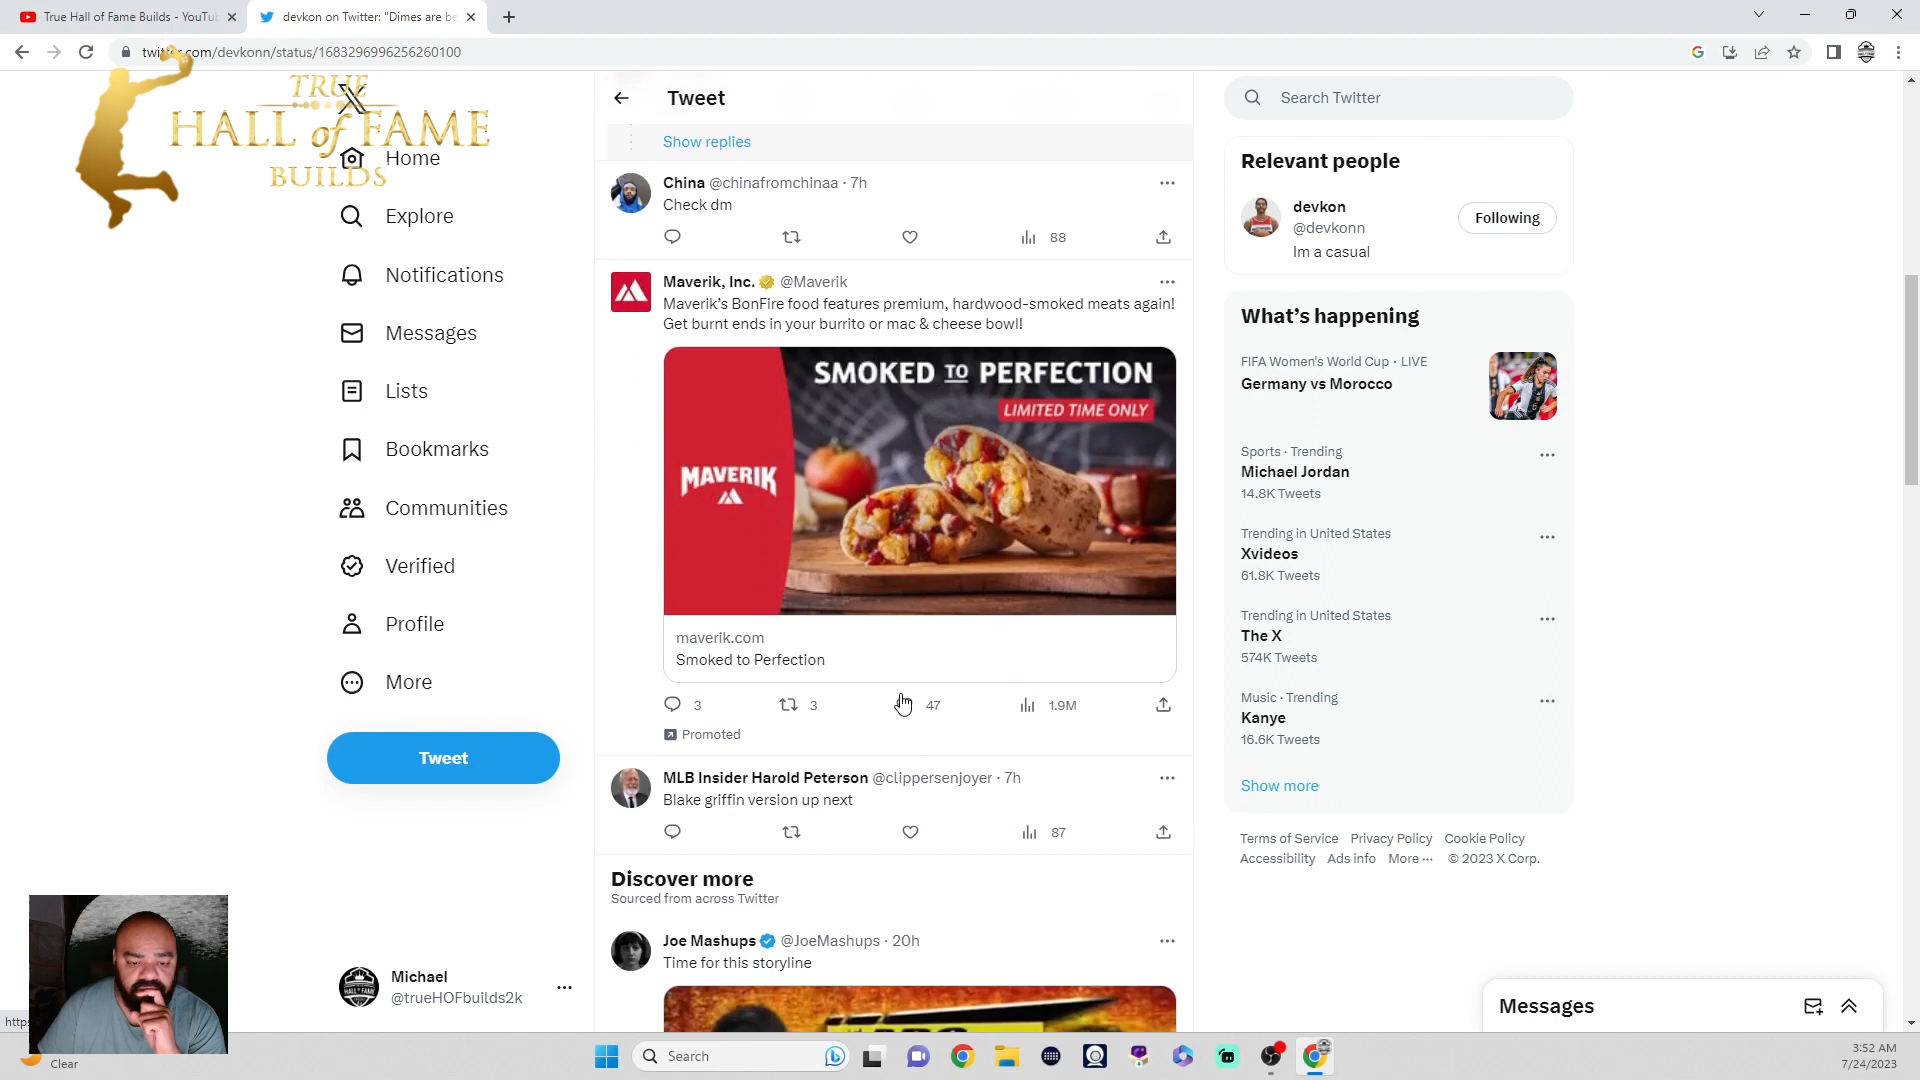 True Hall of Fame Builds - YouTu
devkon on Twitter: "Dimes are be
twitter.com/devkonn/status/1683296996256260100
TRUE
HALL of FAME
BUILDS
Home
Explore
Notifications
Messages
Lists
Bookmarks
Communities
Verified
Profile
More
Tweet
Michael
@trueHOFbuilds2k
Tweet
Show replies
China @chinafromchinaa · 7h
Check dm
88
Maverik, Inc. @Maverik
Maverik's BonFire food features premium, hardwood-smoked meats again!
Get burnt ends in your burrito or mac & cheese bowl!
SMOKED TO PERFECTION
LIMITED TIME ONLY
MAVERIK
maverik.com
Smoked to Perfection
3 3 47 1.9M
Promoted
MLB Insider Harold Peterson @clippersenjoyer · 7h
Blake griffin version up next
87
Discover more
Sourced from across Twitter
Joe Mashups @JoeMashups · 20h
Time for this storyline
Search Twitter
Relevant people
devkon
@devkonn
Following
Im a casual
What's happening
FIFA Women's World Cup · LIVE
Germany vs Morocco
Sports · Trending
Michael Jordan
14.8K Tweets
Trending in United States
Xvideos
61.8K Tweets
Trending in United States
The X
574K Tweets
Music · Trending
Kanye
16.6K Tweets
Show more
Terms of Service Privacy Policy Cookie Policy
Accessibility Ads info More ··· © 2023 X Corp.
Messages
http
Clear
Search
3:52 AM
7/24/2023